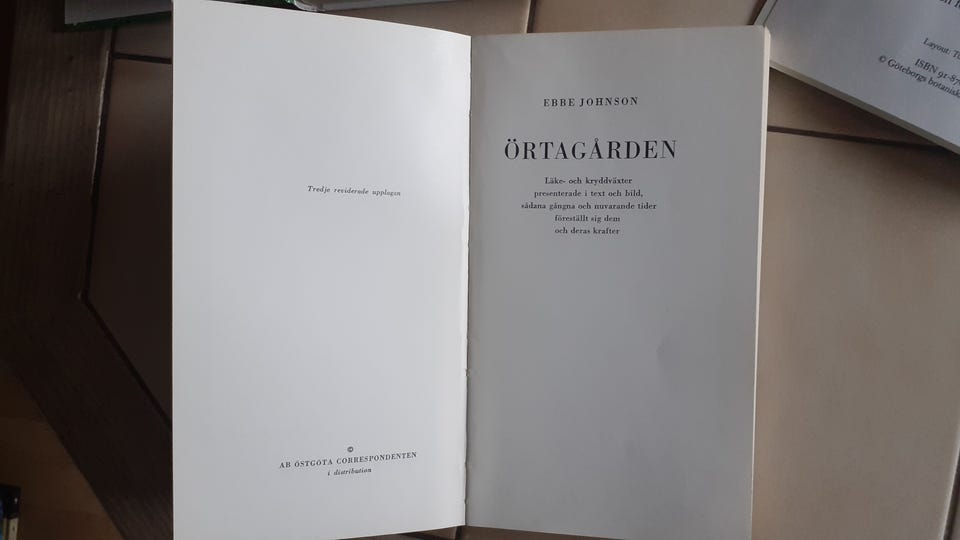 Tredje reviderade upplagan
AB ÖSTGÖTA CORRESPONDENTEN
i distribution
EBBE JOHNSON
ÖRTAGÅRDEN
Läke- och kryddväxter
presenterade i text och bild,
sådana gångna och nuvarande tider
föreställt sig dem
och deras krafter
Layout:
ISBN 91-87
© Göteborgs botanisk